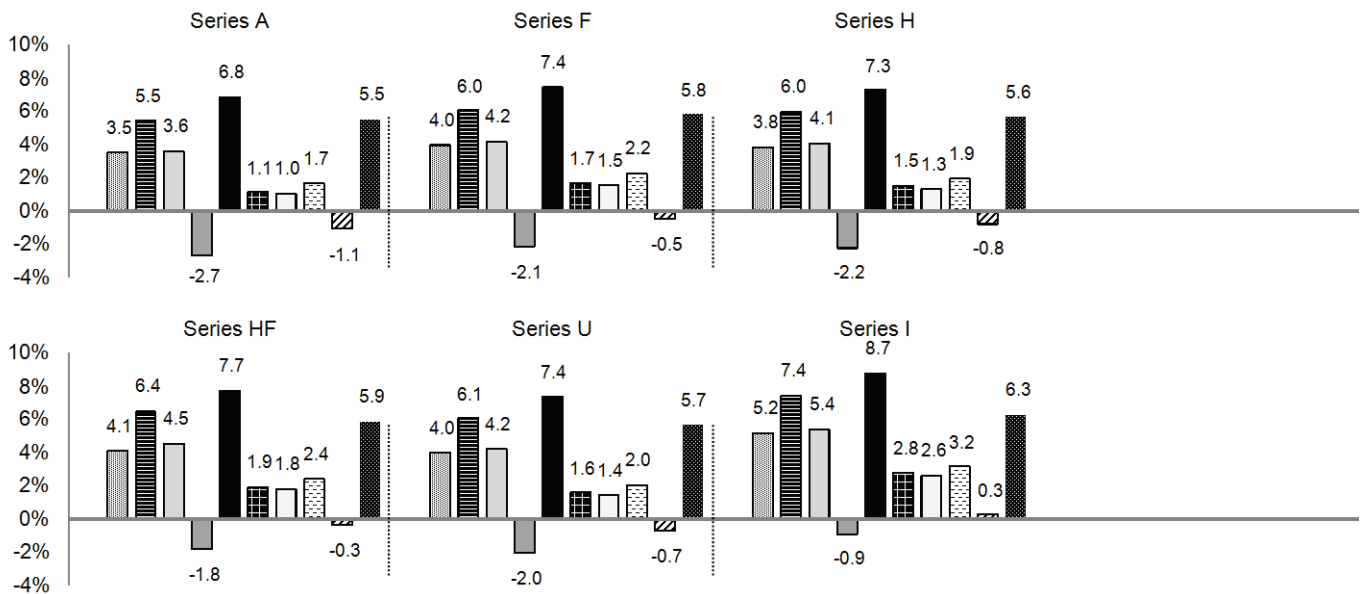 Series A Series F Series H
10%
8%
6%
4%
2%
0%
-2%
-4%
3.5 5.5 3.6 -2.7 6.8 1.1 1.0 1.7 -1.1 5.5
4.0 6.0 4.2 -2.1 7.4 1.7 1.5 2.2 -0.5 5.8
3.8 6.0 4.1 -2.2 7.3 1.5 1.3 1.9 -0.8 5.6
Series HF Series U Series I
10%
8%
6%
4%
2%
0%
-2%
-4%
4.1 6.4 4.5 -1.8 7.7 1.9 1.8 2.4 -0.3 5.9
4.0 6.1 4.2 -2.0 7.4 1.6 1.4 2.0 -0.7 5.7
5.2 7.4 5.4 -0.9 8.7 2.8 2.6 3.2 0.3 6.3